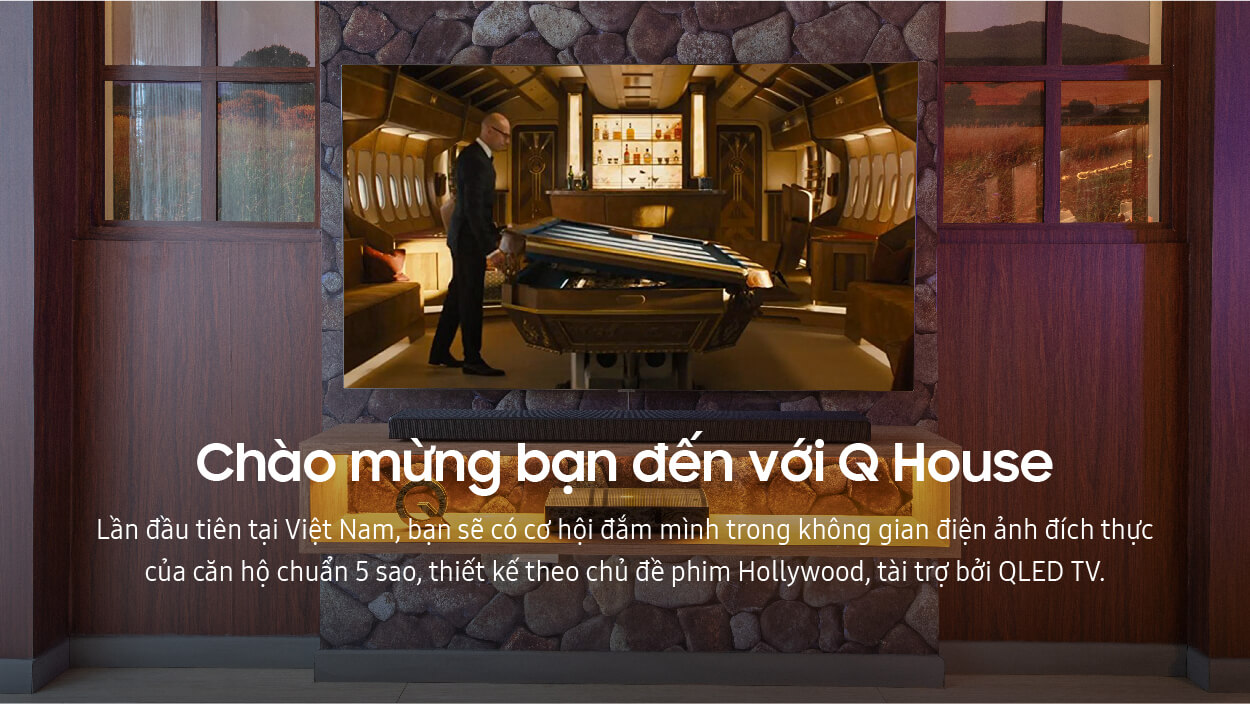 Chào mừng bạn đến với Q House
Lần đầu tiên tại Việt Nam, bạn sẽ có cơ hội đắm mình trong không gian điện ảnh đích thực
của căn hộ chuẩn 5 sao, thiết kế theo chủ đề phim Hollywood, tài trợ bởi QLED TV.